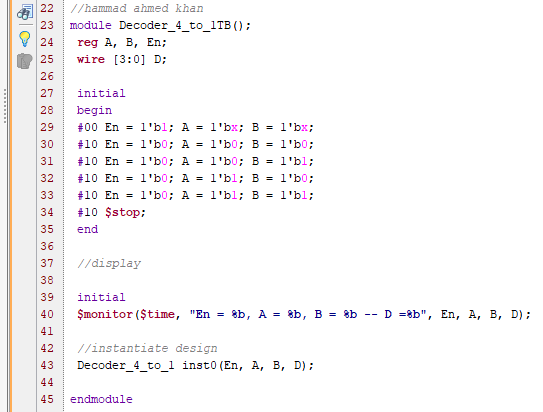 22 //hammad ahmed khan
23 module Decoder_4_to_1TB();
24 reg A, B, En;
25 wire [3:0] D;
26
27 initial
28 begin
29 #00 En = 1'b1; A = 1'bx; B = 1'bx;
30 #10 En = 1'b0; A = 1'b0; B = 1'b0;
31 #10 En = 1'b0; A = 1'b0; B = 1'b1;
32 #10 En = 1'b0; A = 1'b1; B = 1'b0;
33 #10 En = 1'b0; A = 1'b1; B = 1'b1;
34 #10 $stop;
35 end
36
37 //display
38
39 initial
40 $monitor($time, "En = %b, A = %b, B = %b -- D =%b", En, A, B, D);
41
42 //instantiate design
43 Decoder_4_to_1 inst0(En, A, B, D);
44
45 endmodule